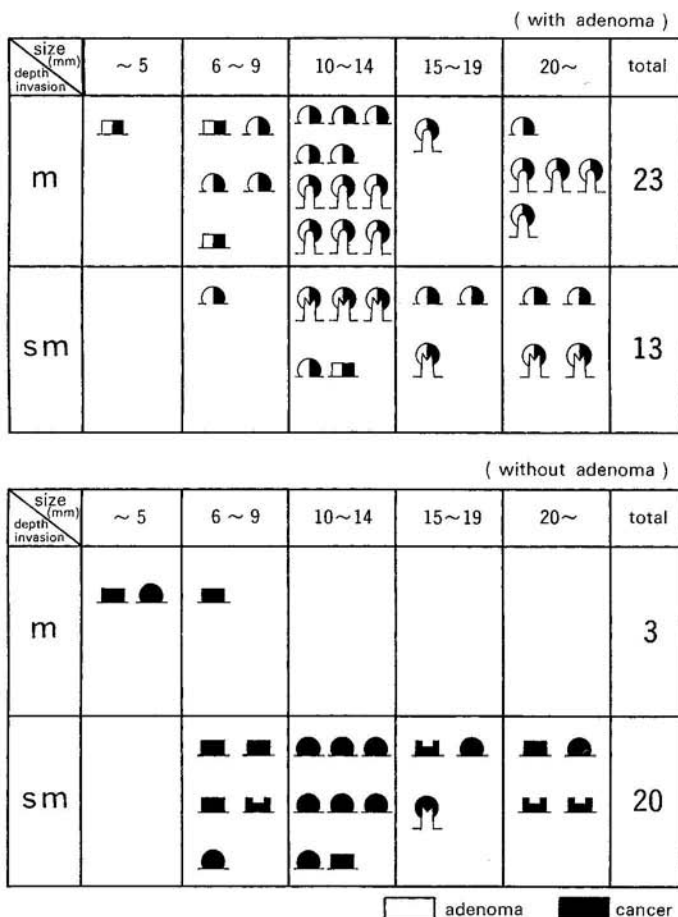 ( with adenoma )
size (mm) depth invasion ~ 5 6 ~ 9 10~14 15~19 20~ total
m 23
sm 13
( without adenoma )
size (mm) depth invasion ~ 5 6 ~ 9 10~14 15~19 20~ total
m 3
sm 20
adenoma cancer